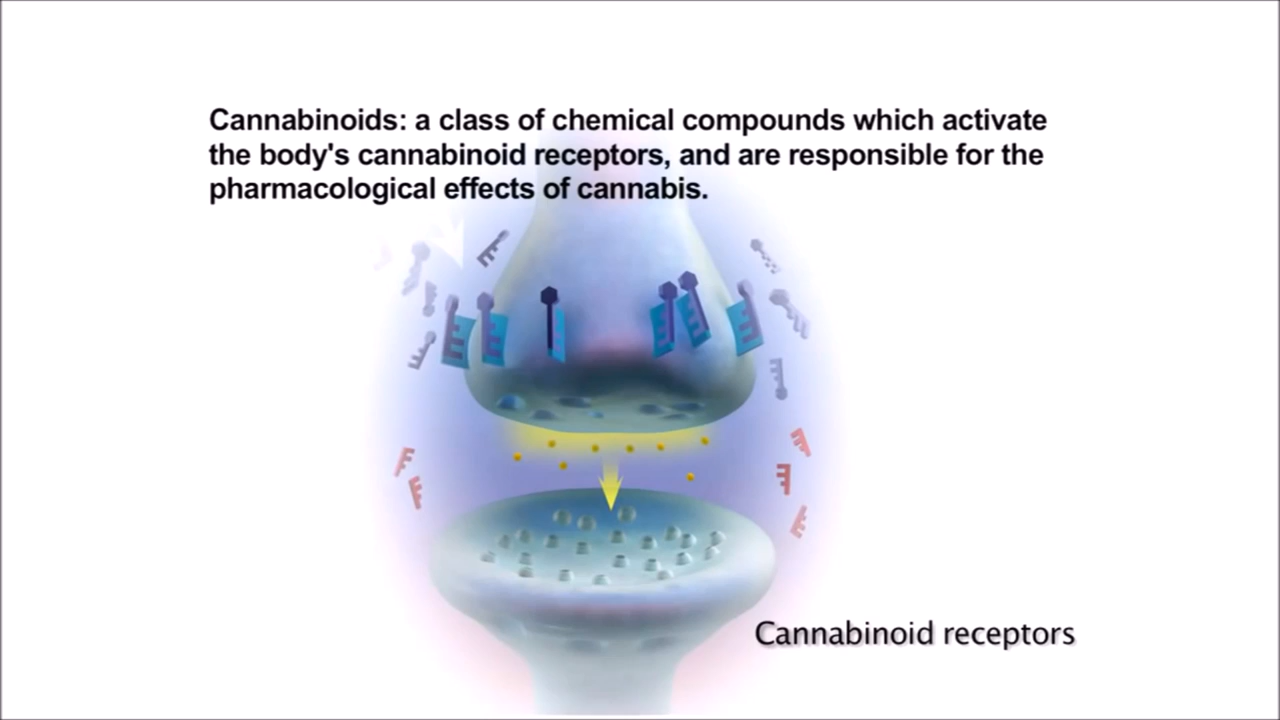 Cannabinoids: a class of chemical compounds which activate
the body's cannabinoid receptors, and are responsible for the
pharmacological effects of cannabis.
Cannabinoid receptors